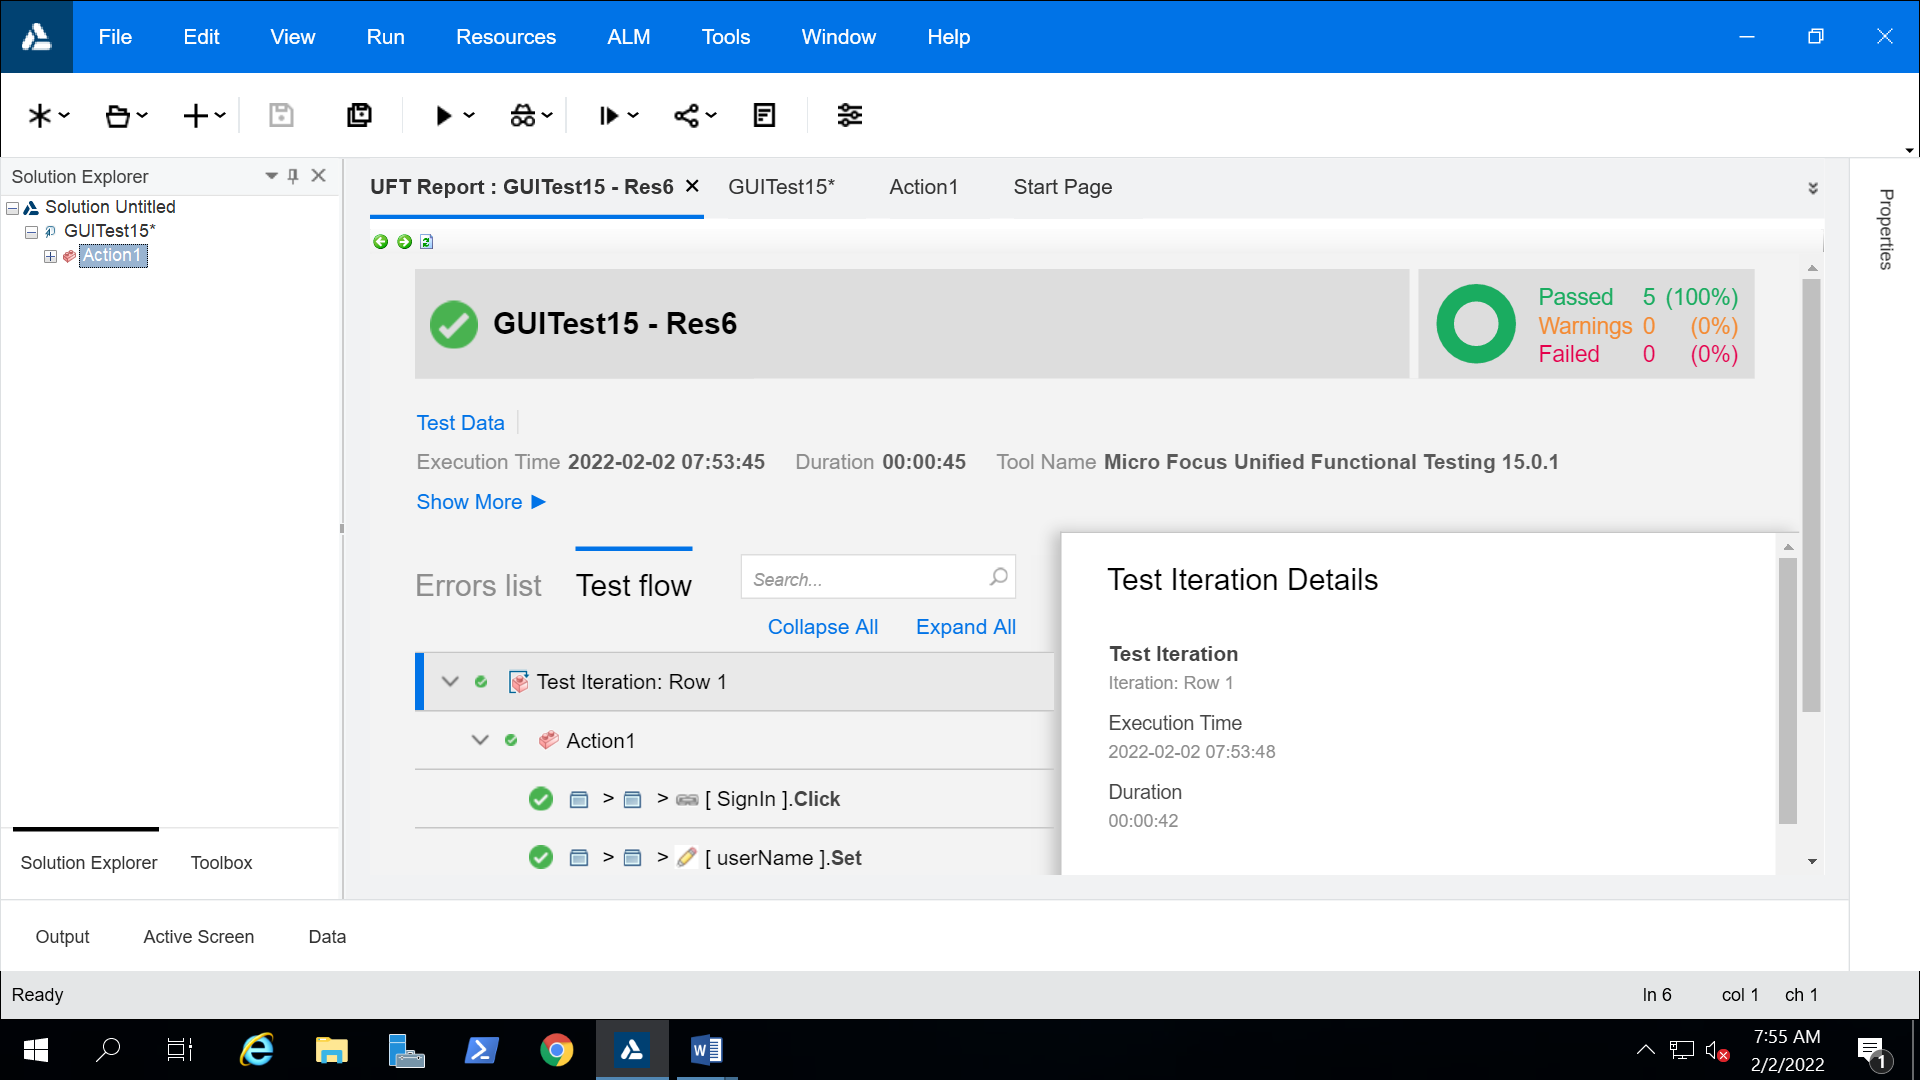 File Edit View Run Resources ALM Tools Window Help
Solution Explorer
UFT Report : GUITest15 - Res6 GUITest15* Action1 Start Page
Properties
Solution Untitled
GUITest15*
Action1
GUITest15 - Res6
Passed 5 (100%)
Warnings 0 (0%)
Failed 0 (0%)
Test Data
Execution Time 2022-02-02 07:53:45 Duration 00:00:45 Tool Name Micro Focus Unified Functional Testing 15.0.1
Show More
Errors list Test flow Search...
Collapse All Expand All
Test Iteration: Row 1
Action1
> > [ SignIn ].Click
> > [ userName ].Set
Test Iteration Details
Test Iteration
Iteration: Row 1
Execution Time
2022-02-02 07:53:48
Duration
00:00:42
Solution Explorer Toolbox
Output Active Screen Data
Ready ln 6 col 1 ch 1
7:55 AM
2/2/2022
1